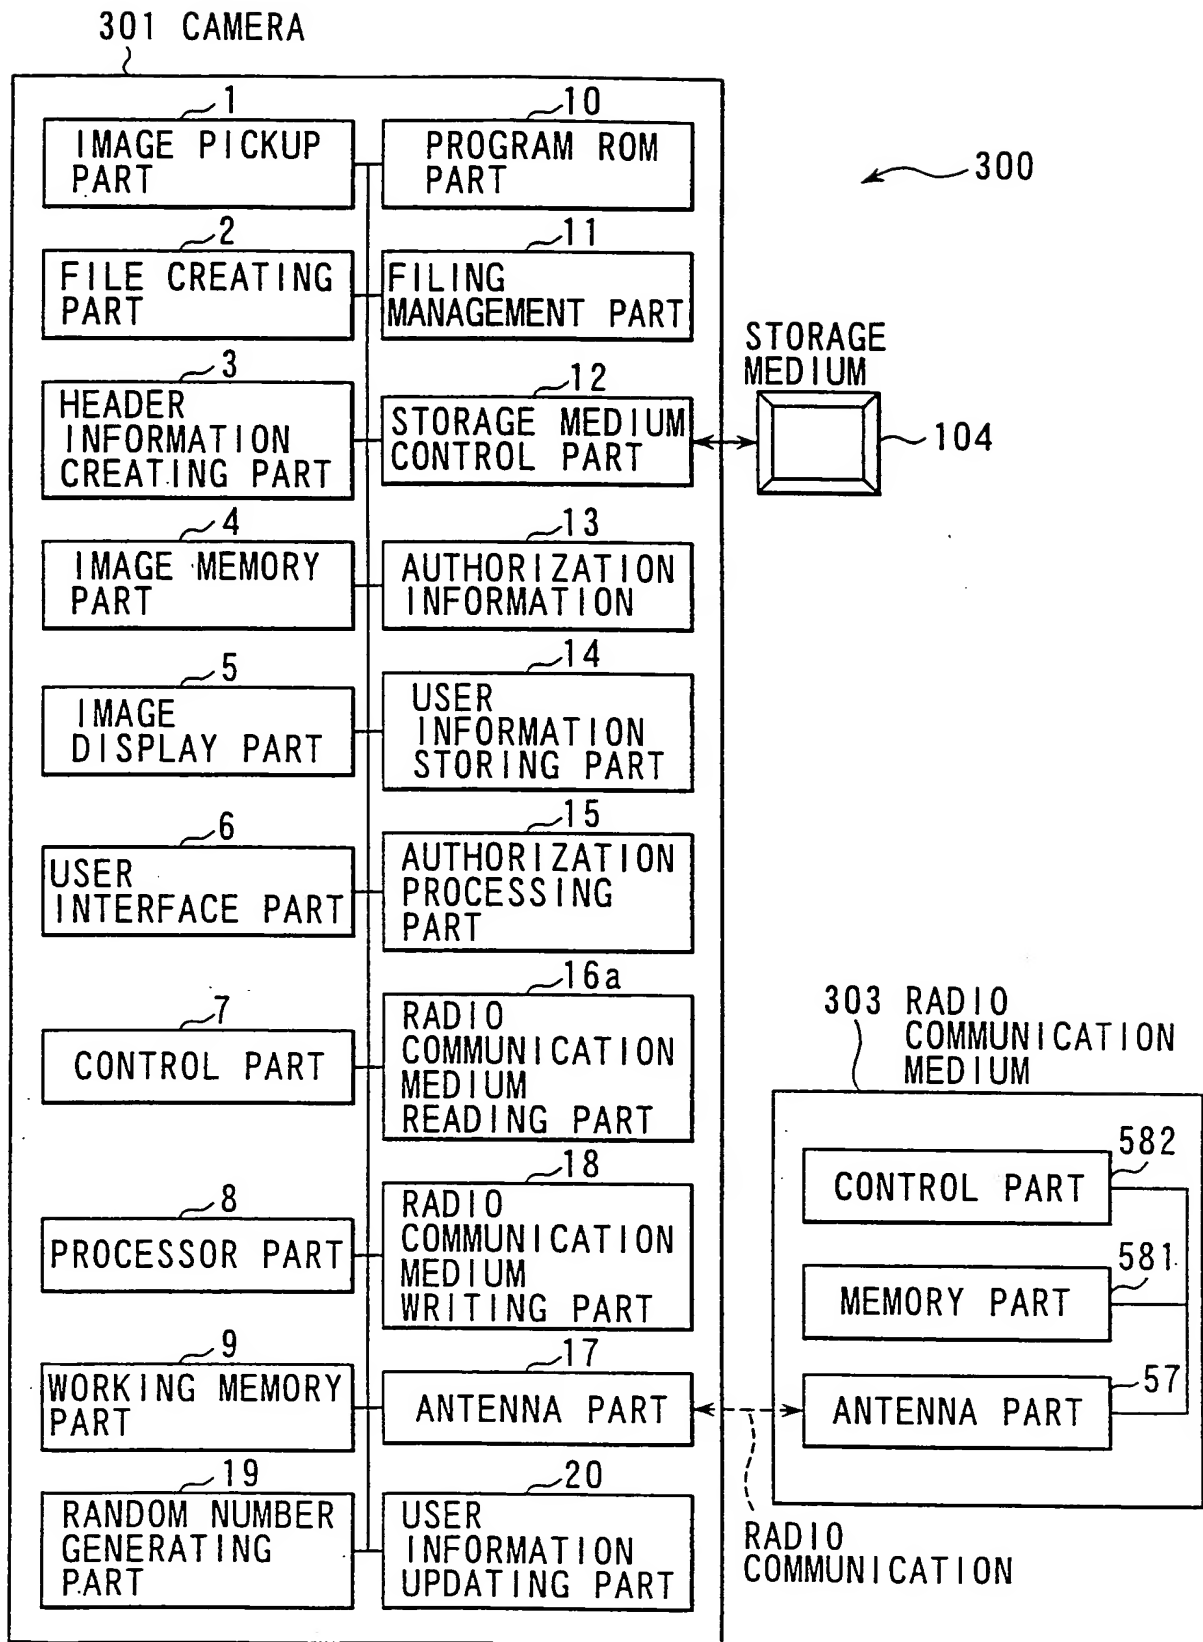 301 CAMERA
1
IMAGE PICKUP
PART
10
PROGRAM ROM
PART
300
2
FILE CREATING
PART
11
FILING
MANAGEMENT PART
STORAGE
MEDIUM
104
3
HEADER
INFORMATION
CREATING PART
12
STORAGE MEDIUM
CONTROL PART
4
IMAGE MEMORY
PART
13
AUTHORIZATION
INFORMATION
5
IMAGE
DISPLAY PART
14
USER
INFORMATION
STORING PART
6
USER
INTERFACE PART
15
AUTHORIZATION
PROCESSING
PART
7
CONTROL PART
16a
RADIO
COMMUNICATION
MEDIUM
READING PART
303 RADIO
COMMUNICATION
MEDIUM
8
PROCESSOR PART
18
RADIO
COMMUNICATION
MEDIUM
WRITING PART
582
CONTROL PART
581
MEMORY PART
57
ANTENNA PART
9
WORKING MEMORY
PART
17
ANTENNA PART
19
RANDOM NUMBER
GENERATING
PART
20
USER
INFORMATION
UPDATING PART
RADIO
COMMUNICATION